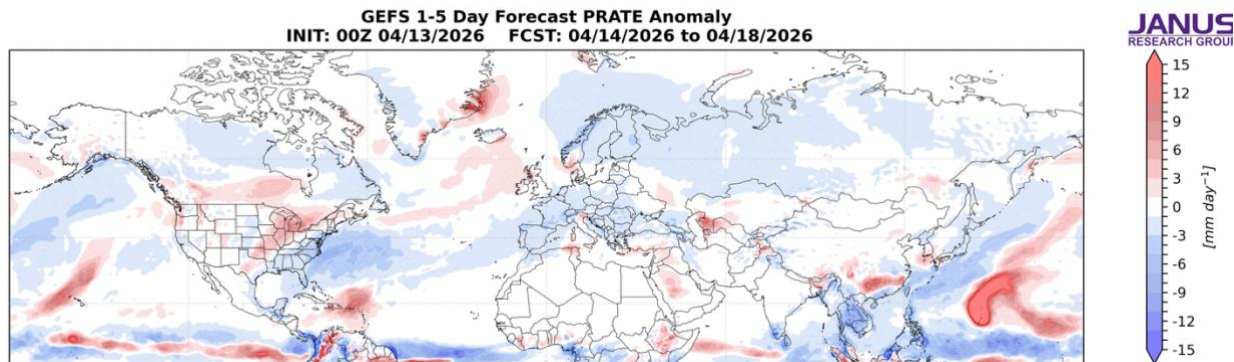 GEFS 1-5 Day Forecast PRATE Anomaly
INIT: 00Z 04/13/2026 FCST: 04/14/2026 to 04/18/2026
JANUS
RESEARCH GROUP
15
12
9
6
3
0
-3
-6
-9
-12
-15
[mm day⁻¹]